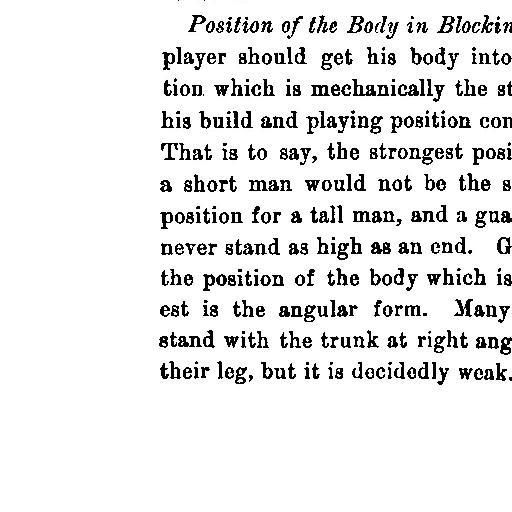 Position of the Body in Blockin
player should get his body into
tion which is mechanically the st
his build and playing position con
That is to say, the strongest posi
a short man would not be the s
position for a tall man, and a gua
never stand as high as an end. G
the position of the body which is
est is the angular form. Many
stand with the trunk at right ang
their leg, but it is decidedly weak.